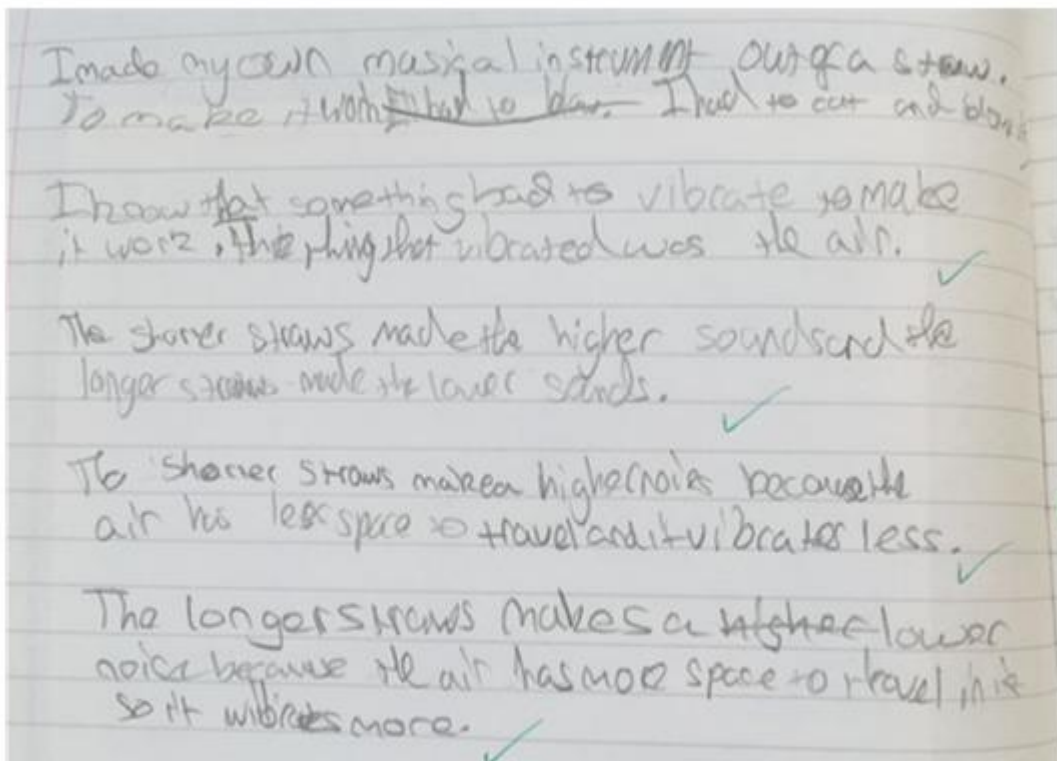 I made my own musical instrument out of a straw.
To make it work I had to blow. I had to cut and blow it
I know that something had to vibrate to make
it work, the thing that vibrated was the air.
The shorter straws made the higher sounds and the
longer straws made the lower sounds.
The shorter straws make a higher noies because the
air has less space to travel and it vibrates less.
The longer straws makes a higher lower
noise because the air has more space to travel in it
so it wibrates more.